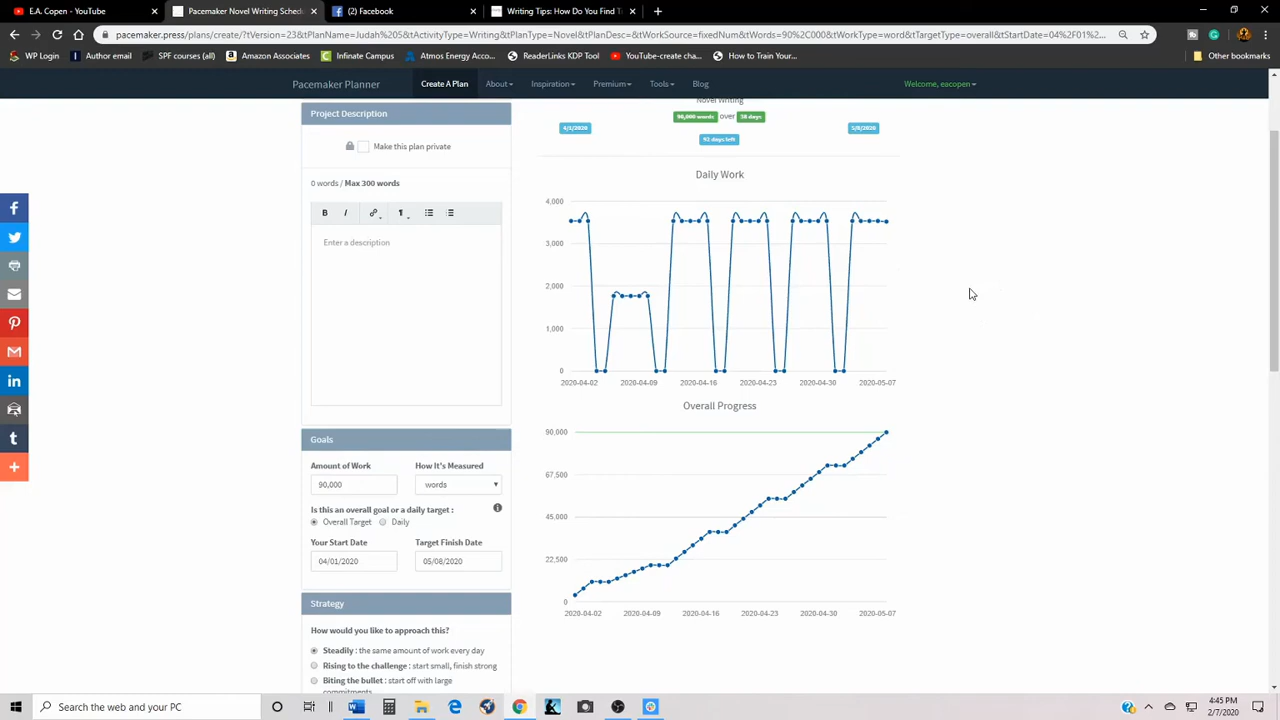 E.A. Copen - YouTube
Pacemaker Novel Writing Sched
Facebook
Writing How Do You Find T
pacemaker.press/plans/create/?tVersion=23&tPlanName=Judah%205&tActivityType=Writing&tPlanType=Novel&tPlanDesc=&tWorkSource=fixedNum&tWords=90%2C000&tWorkType=word&tTargetType=overall&tStartDate=04%2F01%2...
WP Login
Author Email
SPF courses (all)
Amazon Associates
Infinate Campus
Atmos Energy Acco...
ReaderLinks KDP Tool
YouTube-create cha...
How to Train Your...
Other bookmarks
Pacemaker Planner
Create A Plan
About
Inspiration
Premium
Tools
Blog
Welcome, eacopen
Project Description
Make this plan private
0 words / Max 300 words
B I
Enter a description
Goals
Amount of Work
How It's Measured
90,000
words
Is this an overall goal or a daily target :
Overall Target
Daily
Your Start Date
Target Finish Date
04/01/2020
05/08/2020
Strategy
How would you like to approach this?
Steadily : the same amount of work every day
Rising to the challenge : start small, finish strong
Biting the bullet : start off with large
commitments
Novel Writing
90,000 words over 38 days
4/1/2020
5/8/2020
92 days left
Daily Work
4,000
3,000
2,000
1,000
0
2020-04-02
2020-04-09
2020-04-16
2020-04-23
2020-04-30
2020-05-07
Overall Progress
90,000
67,500
45,000
22,500
0
2020-04-02
2020-04-09
2020-04-16
2020-04-23
2020-04-30
2020-05-07
Search the web and your PC
4:45 PM
2/7/2020